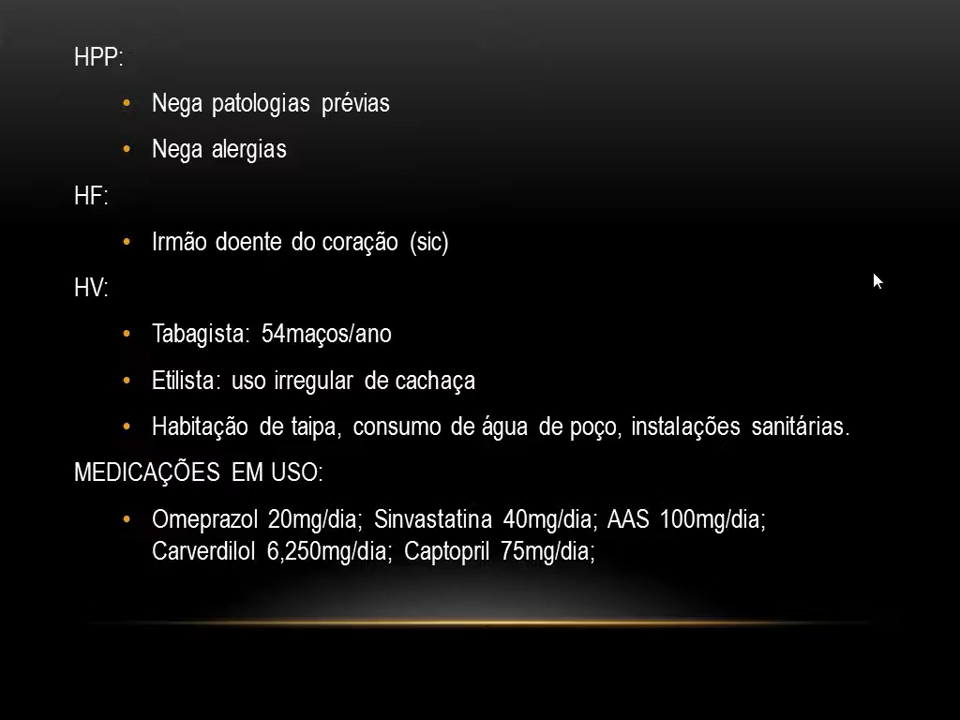 HPP:
• Nega patologias prévias
• Nega alergias
HF:
• Irmão doente do coração (sic)
HV:
• Tabagista: 54maços/ano
• Etilista: uso irregular de cachaça
• Habitação de taipa, consumo de água de poço, instalações sanitárias.
MEDICAÇÕES EM USO:
• Omeprazol 20mg/dia; Sinvastatina 40mg/dia; AAS 100mg/dia;
Carverdilol 6,250mg/dia; Captopril 75mg/dia;